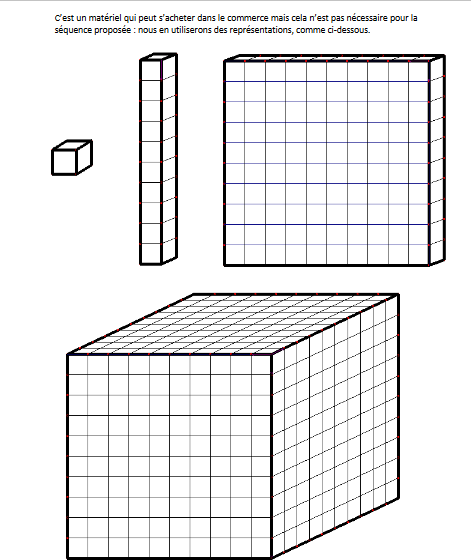 C'est un matériel qui peut s'acheter dans le commerce mais cela n'est pas nécessaire pour la
séquence proposée : nous en utiliserons des représentations, comme ci-dessous.